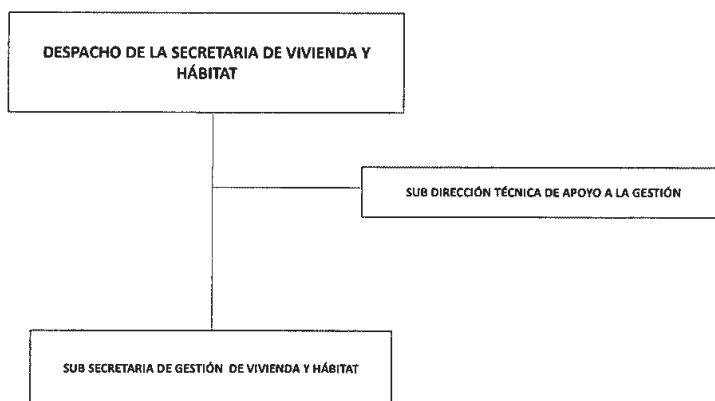 DESPACHO DE LA SECRETARIA DE VIVIENDA Y
HÁBITAT
SUB DIRECCIÓN TÉCNICA DE APOYO A LA GESTIÓN
SUB SECRETARIA DE GESTIÓN DE VIVIENDA Y HÁBITAT